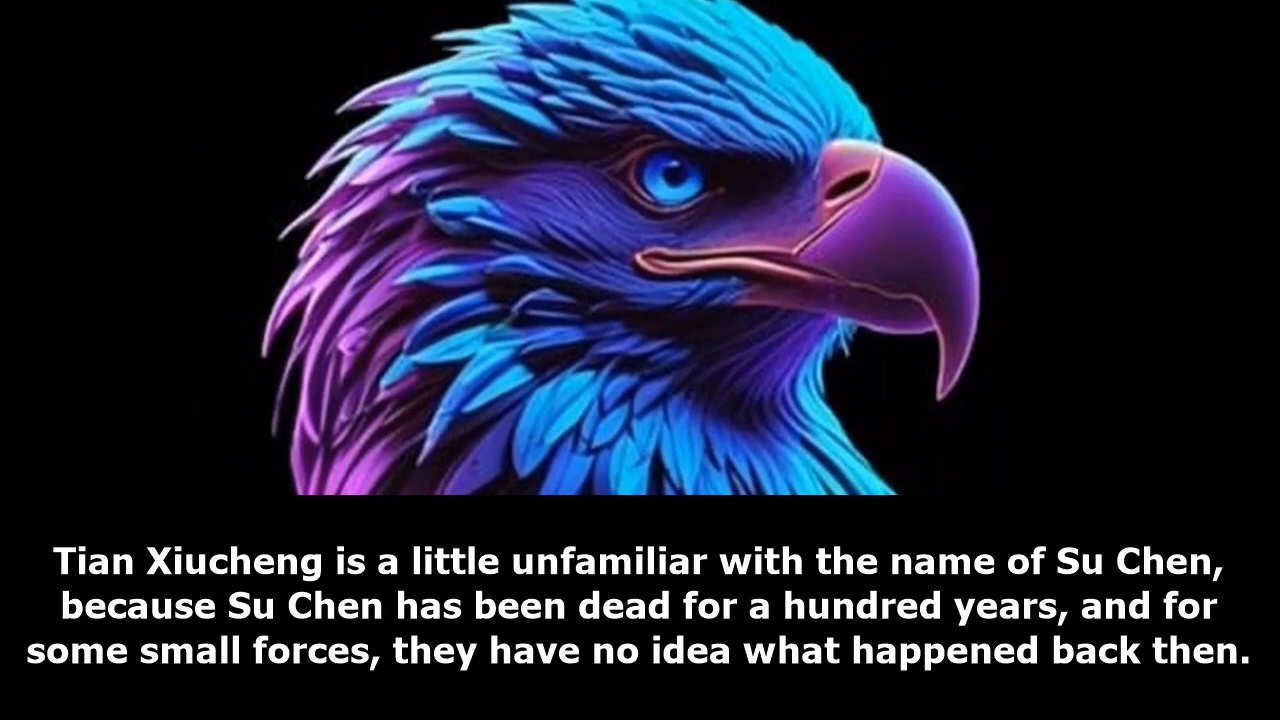 Tian Xiucheng is a little unfamiliar with the name of Su Chen,
because Su Chen has been dead for a hundred years, and for
some small forces, they have no idea what happened back then.